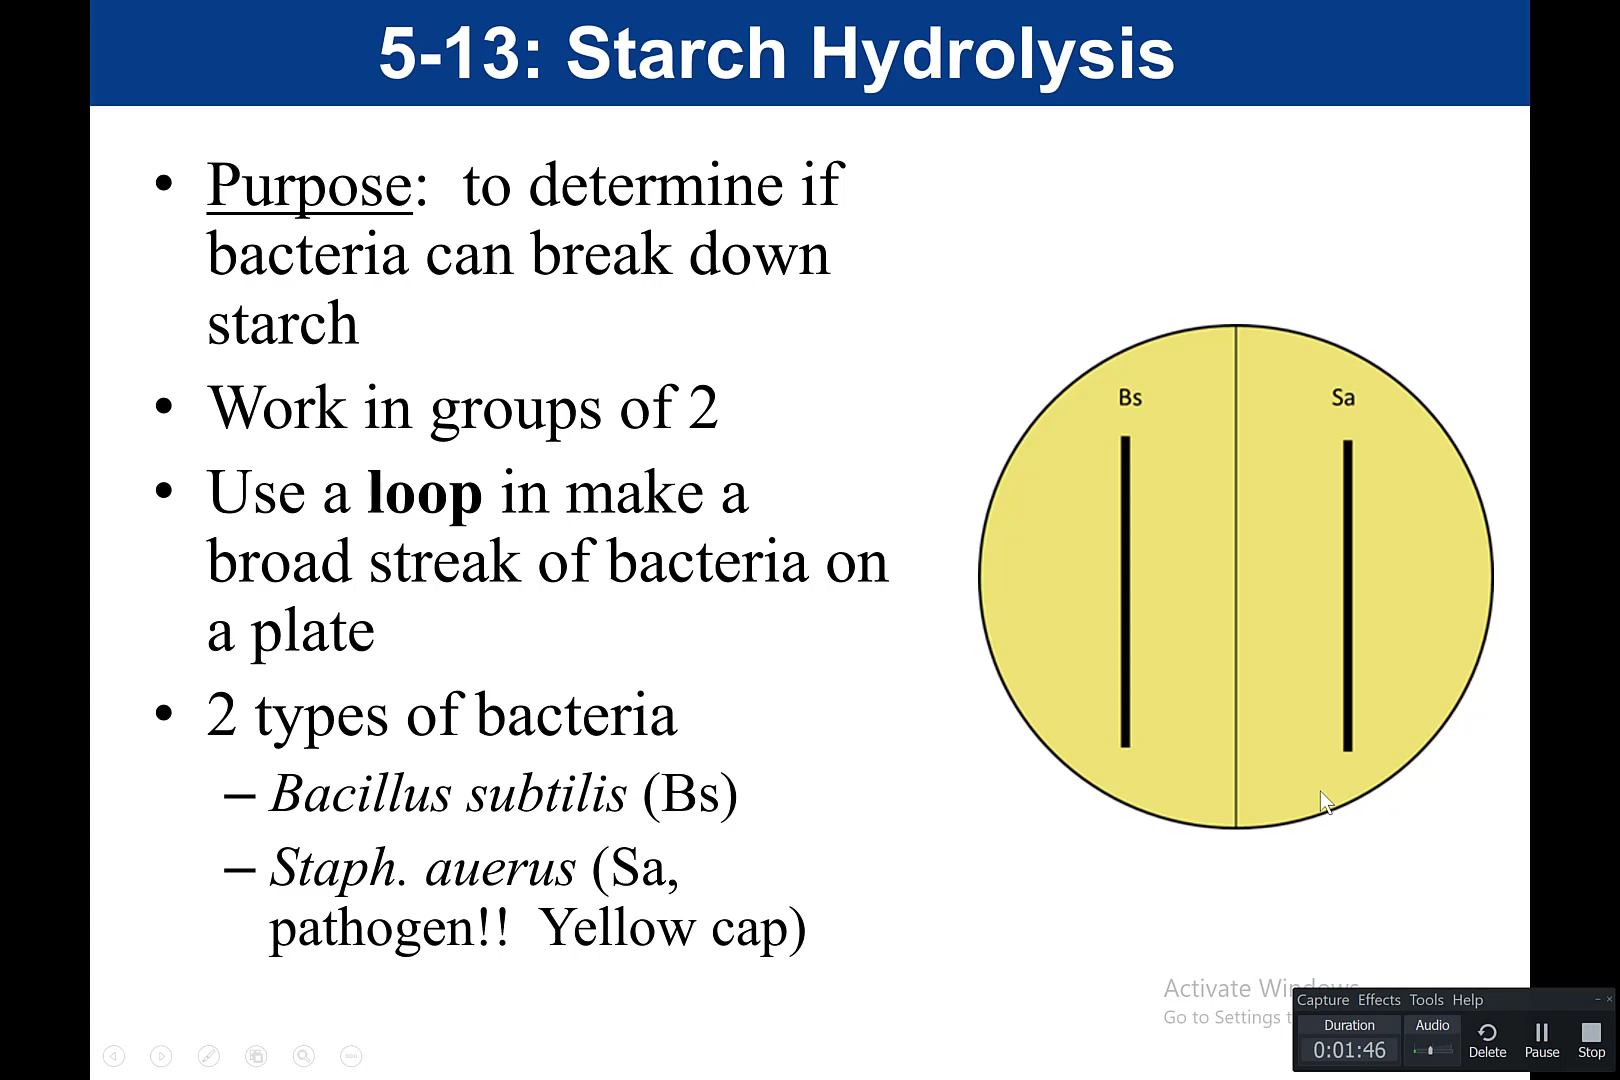 5-13: Starch Hydrolysis
• Purpose: to determine if
bacteria can break down
starch
• Work in groups of 2
• Use a loop in make a
broad streak of bacteria on
a plate
• 2 types of bacteria
– Bacillus subtilis (Bs)
– Staph. auerus (Sa,
pathogen!! Yellow cap)
Bs
Sa
Activate Windows
Go to Settings
Capture Effects Tools Help
Duration
0:01:46
Audio
Delete
Pause
Stop